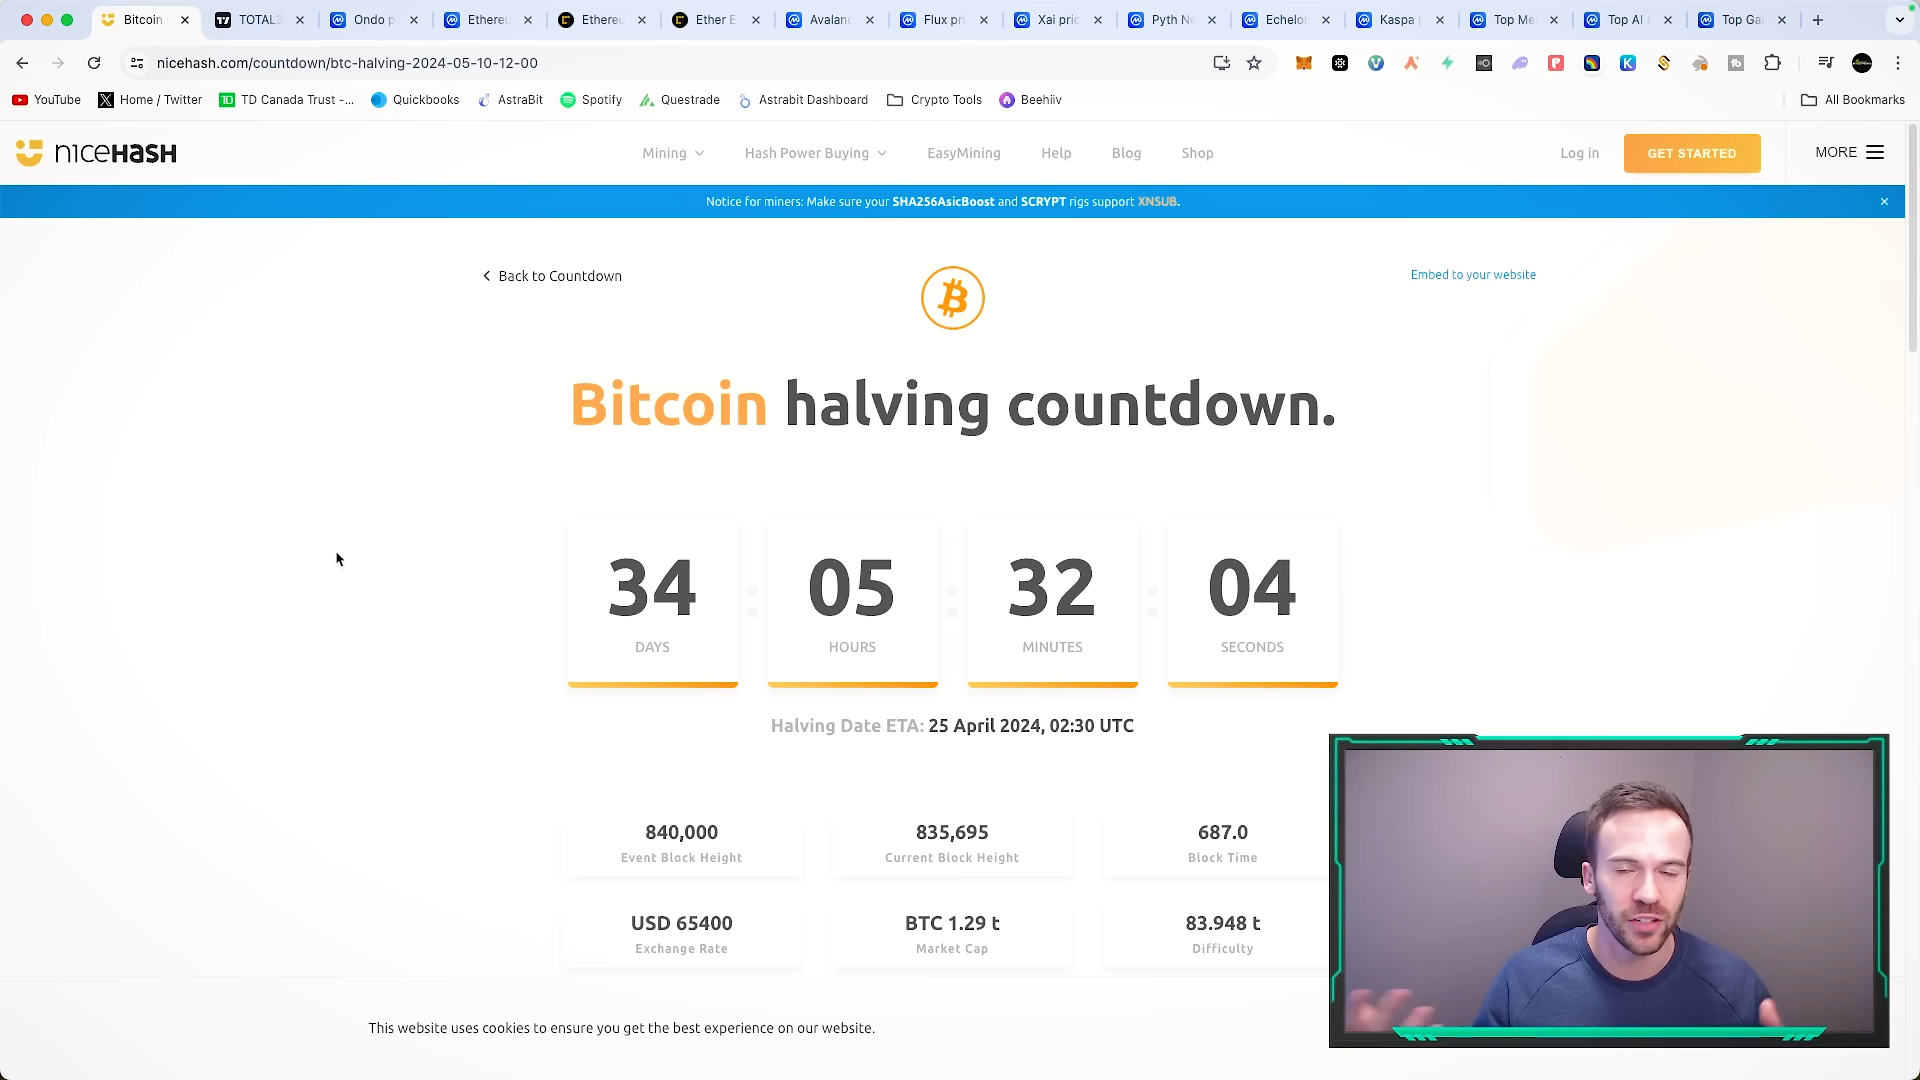 Bitcoin
TOTAL3
Ondo p
Ethereu
Ethereu
Ether E
Avalanc
Flux pri
Xai pric
Pyth Ne
Echelon
Kaspa p
Top Me
Top AI &
Top Ga
nicehash.com/countdown/btc-halving-2024-05-10-12-00
YouTube
Home / Twitter
TD Canada Trust -...
Quickbooks
AstraBit
Spotify
Questrade
Astrabit Dashboard
Crypto Tools
Beehiiv
All Bookmarks
niceHASH
Mining
Hash Power Buying
EasyMining
Help
Blog
Shop
Log in
GET STARTED
MORE
Notice for miners: Make sure your SHA256AsicBoost and SCRYPT rigs support XNSUB.
Back to Countdown
Embed to your website
Bitcoin halving countdown.
34 : 05 : 32 : 04
DAYS HOURS MINUTES SECONDS
Halving Date ETA: 25 April 2024, 02:30 UTC
840,000
Event Block Height
835,695
Current Block Height
687.0
Block Time
USD 65400
Exchange Rate
BTC 1.29 t
Market Cap
83.948 t
Difficulty
This website uses cookies to ensure you get the best experience on our website.